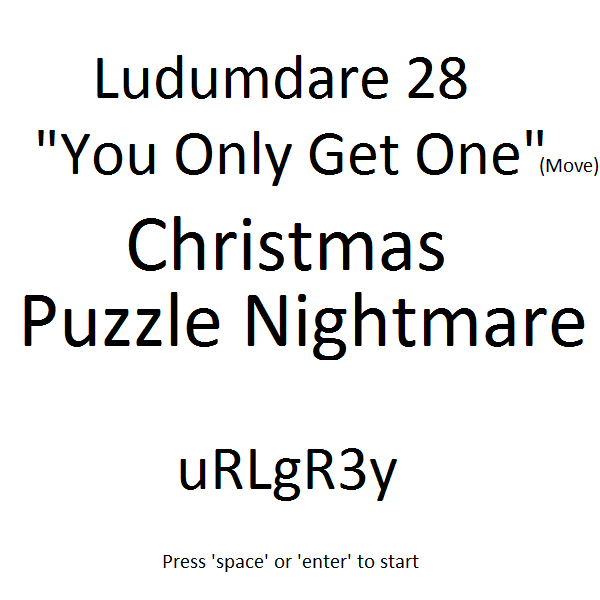 Ludumdare 28
"You Only Get One"(Move)
Christmas
Puzzle Nightmare
uRLgR3y
Press 'space' or 'enter' to start